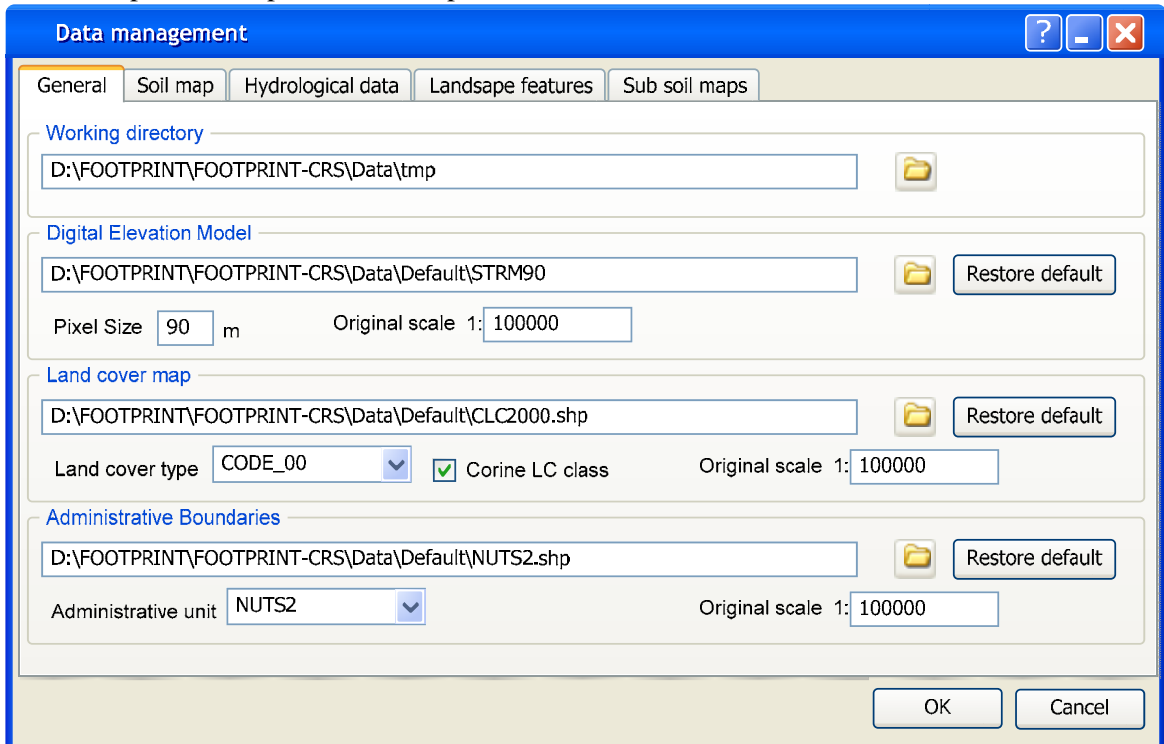 Data management
General Soil map Hydrological data Landsape features Sub soil maps
Working directory
D:\FOOTPRINT\FOOTPRINT-CRS\Data\tmp
Digital Elevation Model
D:\FOOTPRINT\FOOTPRINT-CRS\Data\Default\STRM90 Restore default
Pixel Size 90 m Original scale 1: 100000
Land cover map
D:\FOOTPRINT\FOOTPRINT-CRS\Data\Default\CLC2000.shp Restore default
Land cover type CODE_00 Corine LC class Original scale 1: 100000
Administrative Boundaries
D:\FOOTPRINT\FOOTPRINT-CRS\Data\Default\NUTS2.shp Restore default
Administrative unit NUTS2 Original scale 1: 100000
OK Cancel